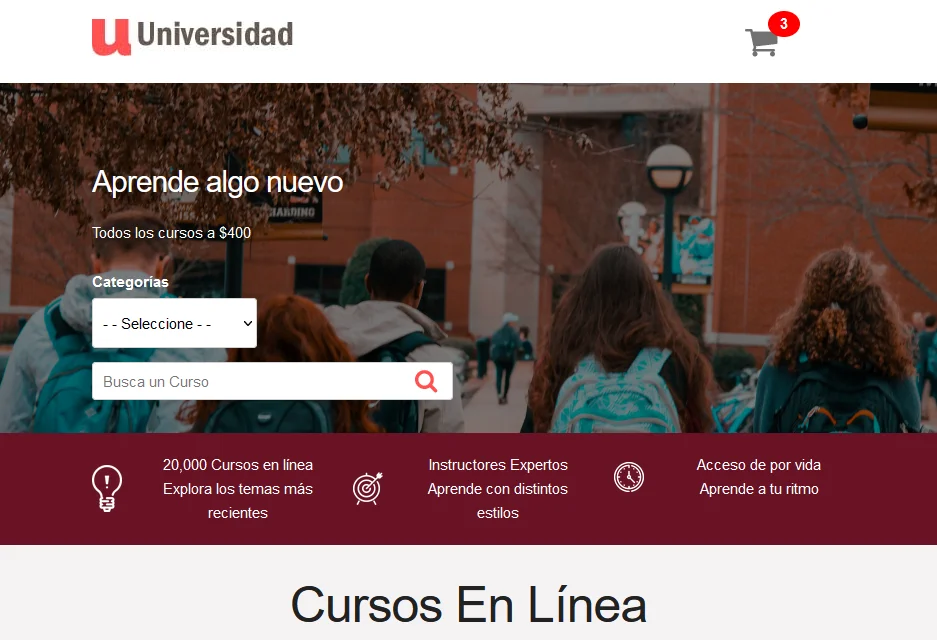 u Universidad
3
Aprende algo nuevo
HARDING
Todos los cursos a $400
Categorías
- - Seleccione - -
Busca un Curso
20,000 Cursos en línea
Explora los temas más
recientes
Instructores Expertos
Aprende con distintos
estilos
Acceso de por vida
Aprende a tu ritmo
Cursos En Línea